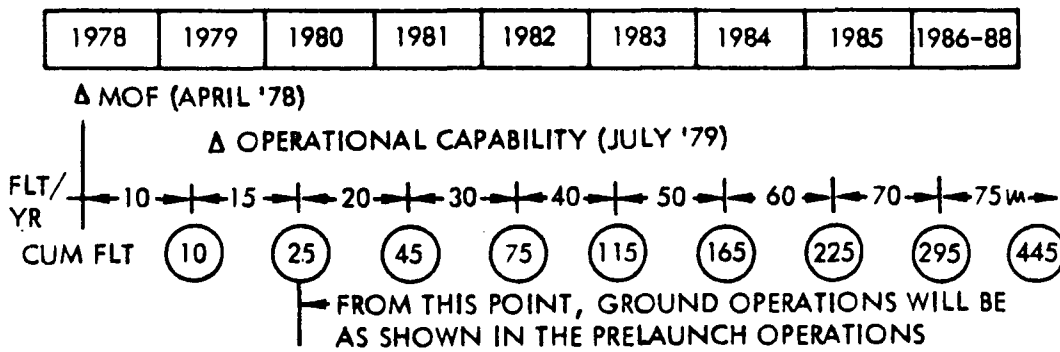 1978 1979 1980 1981 1982 1983 1984 1985 1986-88
Δ MOF (APRIL '78)
Δ OPERATIONAL CAPABILITY (JULY '79)
FLT/
YR
10 15 20 30 40 50 60 70 75
CUM FLT 10 25 45 75 115 165 225 295 445
FROM THIS POINT, GROUND OPERATIONS WILL BE
AS SHOWN IN THE PRELAUNCH OPERATIONS